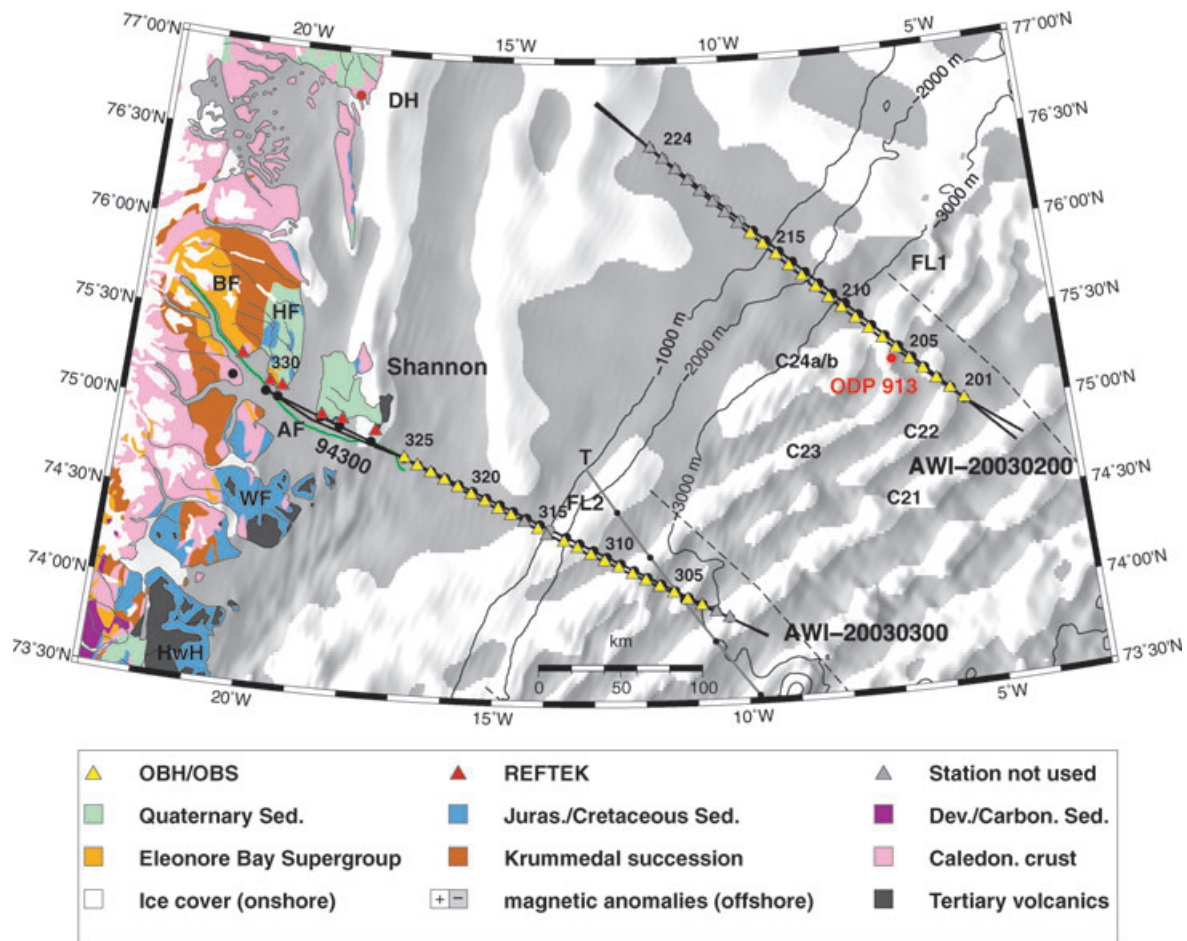 77˚00'N
20˚W
15˚W
10˚W
5˚W
77˚00'N
76˚30'N
76˚00'N
75˚30'N
75˚00'N
74˚30'N
74˚00'N
73˚30'N
76˚30'N
76˚00'N
75˚30'N
75˚00'N
74˚30'N
74˚00'N
73˚30'N
20˚W
15˚W
10˚W
5˚W
DH
224
2000 m
3000 m
215
FL1
BF
210
HF
1000 m
205
330
Shannon
2000 m
C24a/b
ODP 913
201
AF
94300
325
C22
C23
AWI–20030200
T
3000 m
320
C21
WF
FL2
315
310
305
AWI–20030300
HwH
km
0 50 100
OBH/OBS REFTEK Station not used
Quaternary Sed. Juras./Cretaceous Sed. Dev./Carbon. Sed.
Eleonore Bay Supergroup Krummedal succession Caledon. crust
Ice cover (onshore) + − magnetic anomalies (offshore) Tertiary volcanics